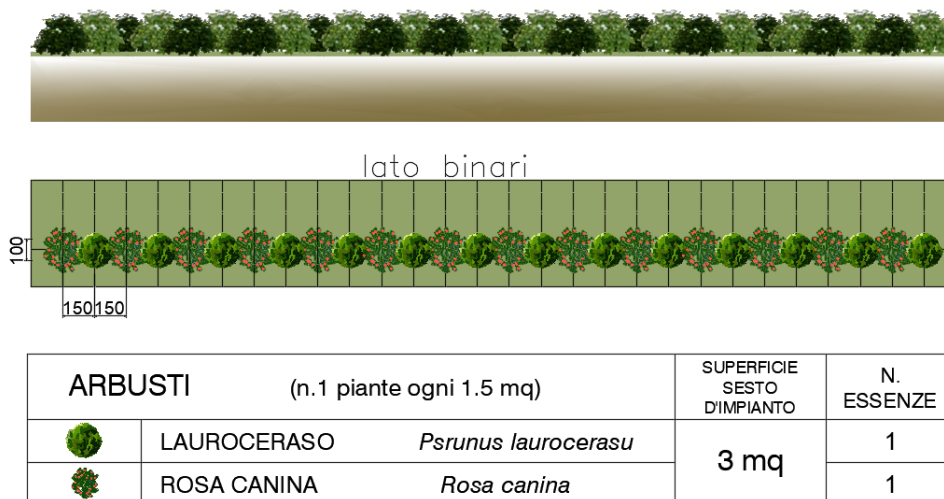 lato binari
100
150 150
ARBUSTI (n.1 piante ogni 1.5 mq)
SUPERFICIE
SESTO
D'IMPIANTO
N.
ESSENZE
LAUROCERASO Psrunus laurocerasu
3 mq
1
ROSA CANINA Rosa canina
1